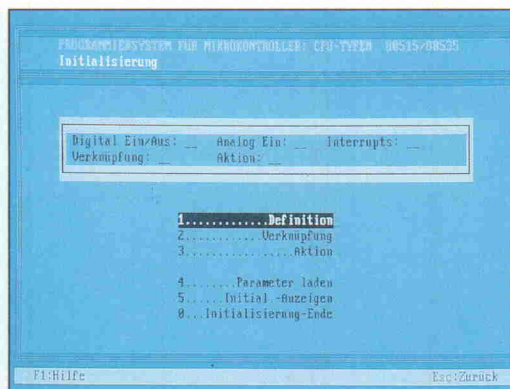 PROGRAMMIERSYSTEM FÜR MIKROKONTROLLER: CPU-TYPEN 80515/80535
Initialisierung
Digital Ein/Aus: __ Analog Ein: __ Interrupts: __
Verknüpfung: __ Aktion: __
1.............Definition
2...........Verknüpfung
3................Aktion
4........Parameter laden
5......Initial -Anzeigen
0...Initialisierung-Ende
F1:Hilfe Esc:Zurück